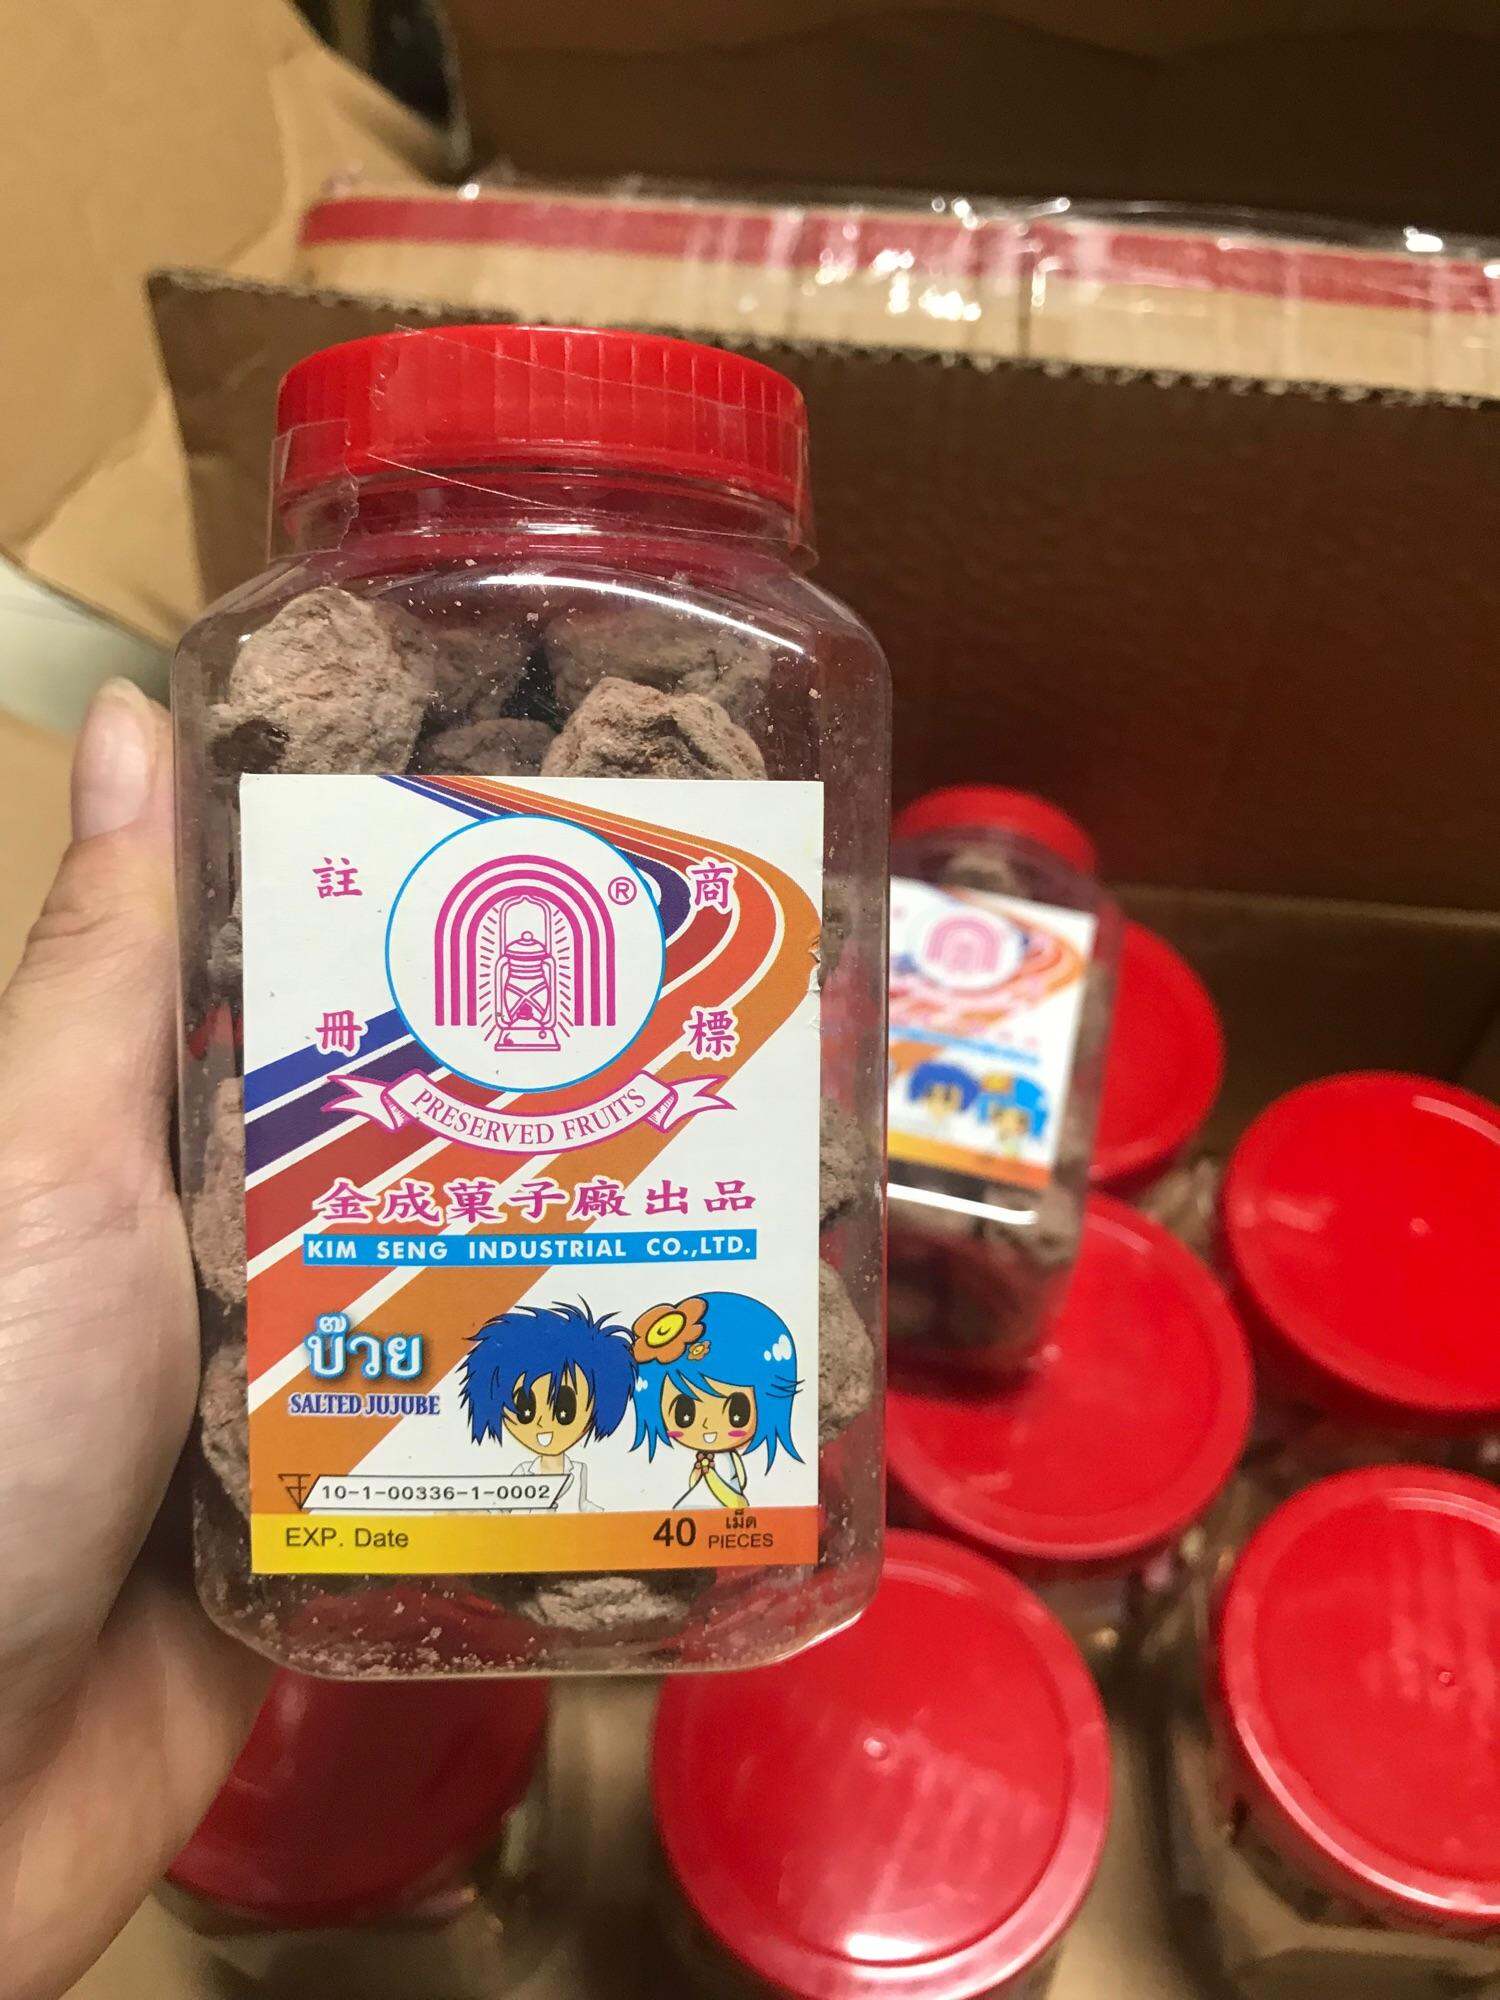 註 商
®
冊 標
PRESERVED FRUITS
金成菓子廠出品
KIM SENG INDUSTRIAL CO.,LTD.
บ๊วย
SALTED JUJUBE
10-1-00336-1-0002
EXP. Date 40 เม็ด PIECES